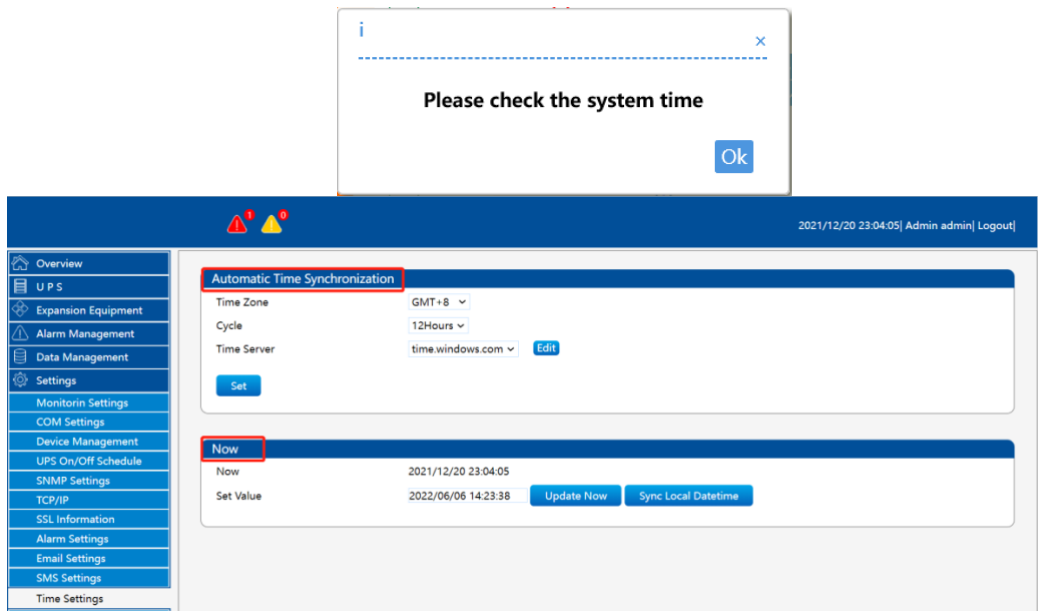 i
×
Please check the system time
Ok
1 0
2021/12/20 23:04:05| Admin admin| Logout|
Overview
UPS
Expansion Equipment
Alarm Management
Data Management
Settings
Monitorin Settings
COM Settings
Device Management
UPS On/Off Schedule
SNMP Settings
TCP/IP
SSL Information
Alarm Settings
Email Settings
SMS Settings
Time Settings
Automatic Time Synchronization
Time Zone GMT+8
Cycle 12Hours
Time Server time.windows.com Edit
Set
Now
Now 2021/12/20 23:04:05
Set Value 2022/06/06 14:23:38 Update Now Sync Local Datetime